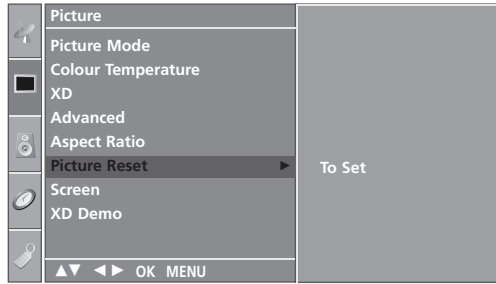 Picture
Picture Mode
Colour Temperature
XD
Advanced
Aspect Ratio
Picture Reset ►
To Set
Screen
XD Demo
▲▼ ◄► OK MENU